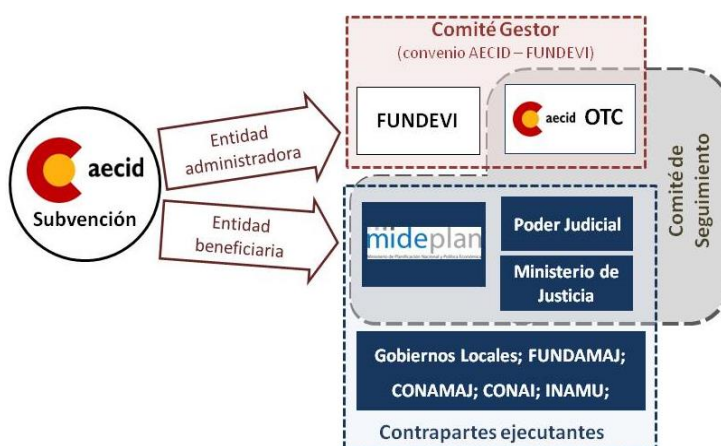 Comité Gestor
(convenio AECID – FUNDEVI)
FUNDEVI
aecid OTC
aecid
Subvención
Entidad
administradora
Entidad
beneficiaria
Comité de
Seguimiento
mideplan
Ministerio de Planificación Nacional y Política Económica
Poder Judicial
Ministerio de
Justicia
Gobiernos Locales; FUNDAMAJ;
CONAMAJ; CONAI; INAMU;
Contrapartes ejecutantes